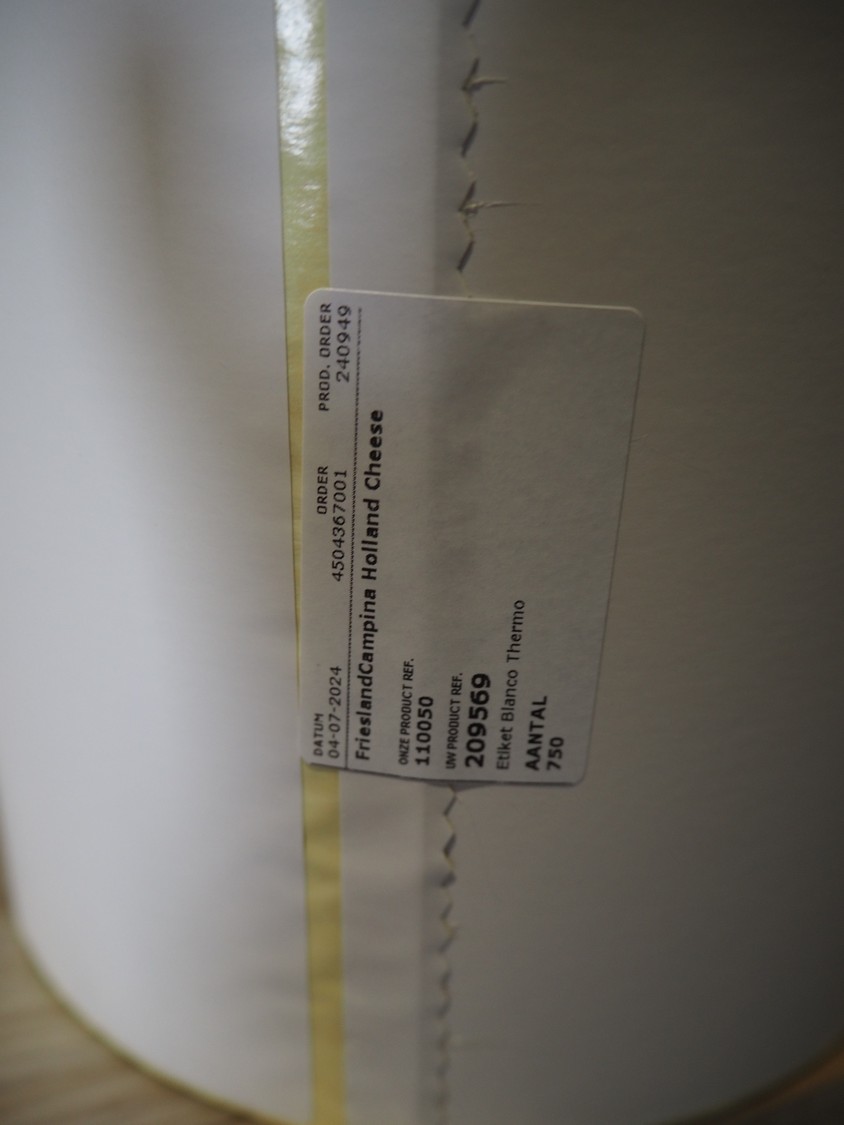 DATUM ORDER PROD. ORDER
04-07-2024 4504367001 240949
FrieslandCampina Holland Cheese
ONZE PRODUCT REF.
110050
UW PRODUCT REF.
209569
Etiket Blanco Thermo
AANTAL
750